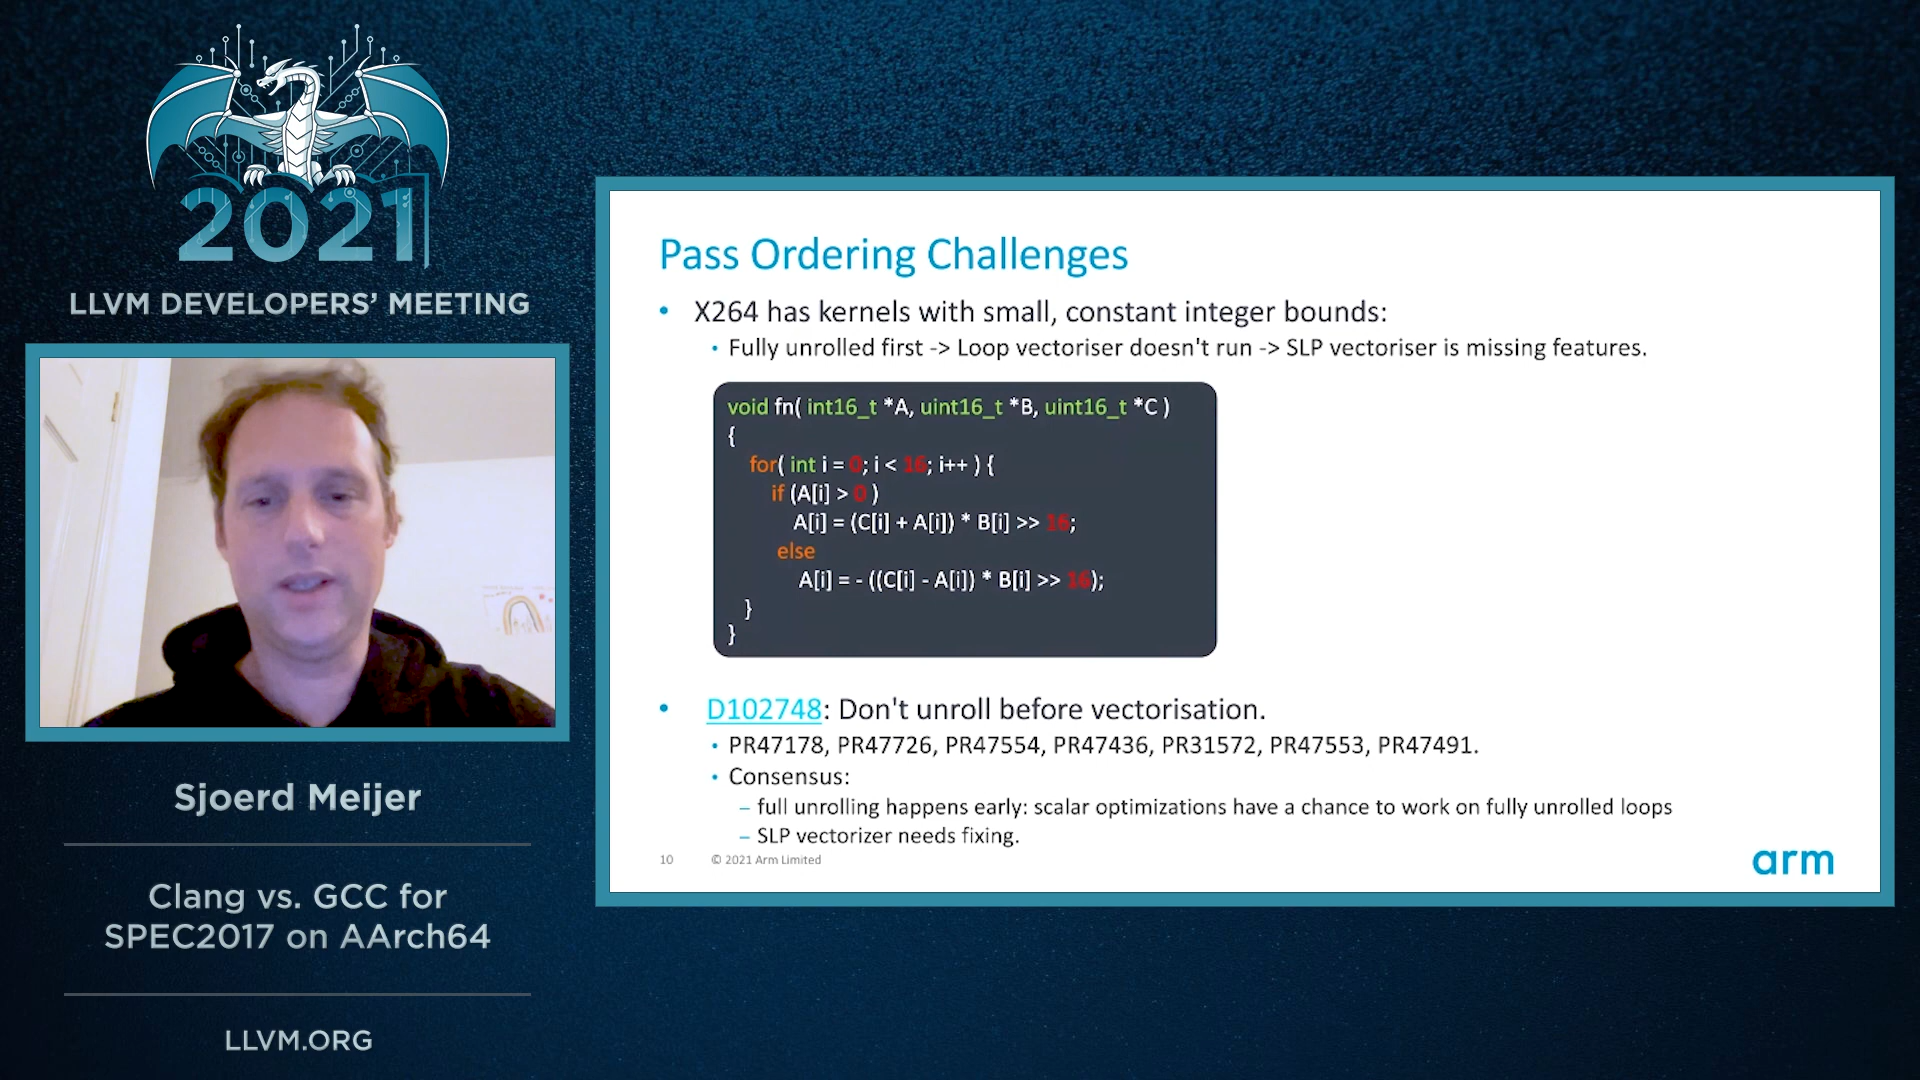 2021
LLVM DEVELOPERS’ MEETING
Sjoerd Meijer
Clang vs. GCC for
SPEC2017 on AArch64
LLVM.ORG
Pass Ordering Challenges
• X264 has kernels with small, constant integer bounds:
• Fully unrolled first -> Loop vectoriser doesn't run -> SLP vectoriser is missing features.
void fn( int16_t *A, uint16_t *B, uint16_t *C )
{
for( int i = 0; i < 16; i++ ) {
if (A[i] > 0 )
A[i] = (C[i] + A[i]) * B[i] >> 16;
else
A[i] = - ((C[i] - A[i]) * B[i] >> 16);
}
}
• D102748: Don't unroll before vectorisation.
• PR47178, PR47726, PR47554, PR47436, PR31572, PR47553, PR47491.
• Consensus:
– full unrolling happens early: scalar optimizations have a chance to work on fully unrolled loops
– SLP vectorizer needs fixing.
10 © 2021 Arm Limited
arm